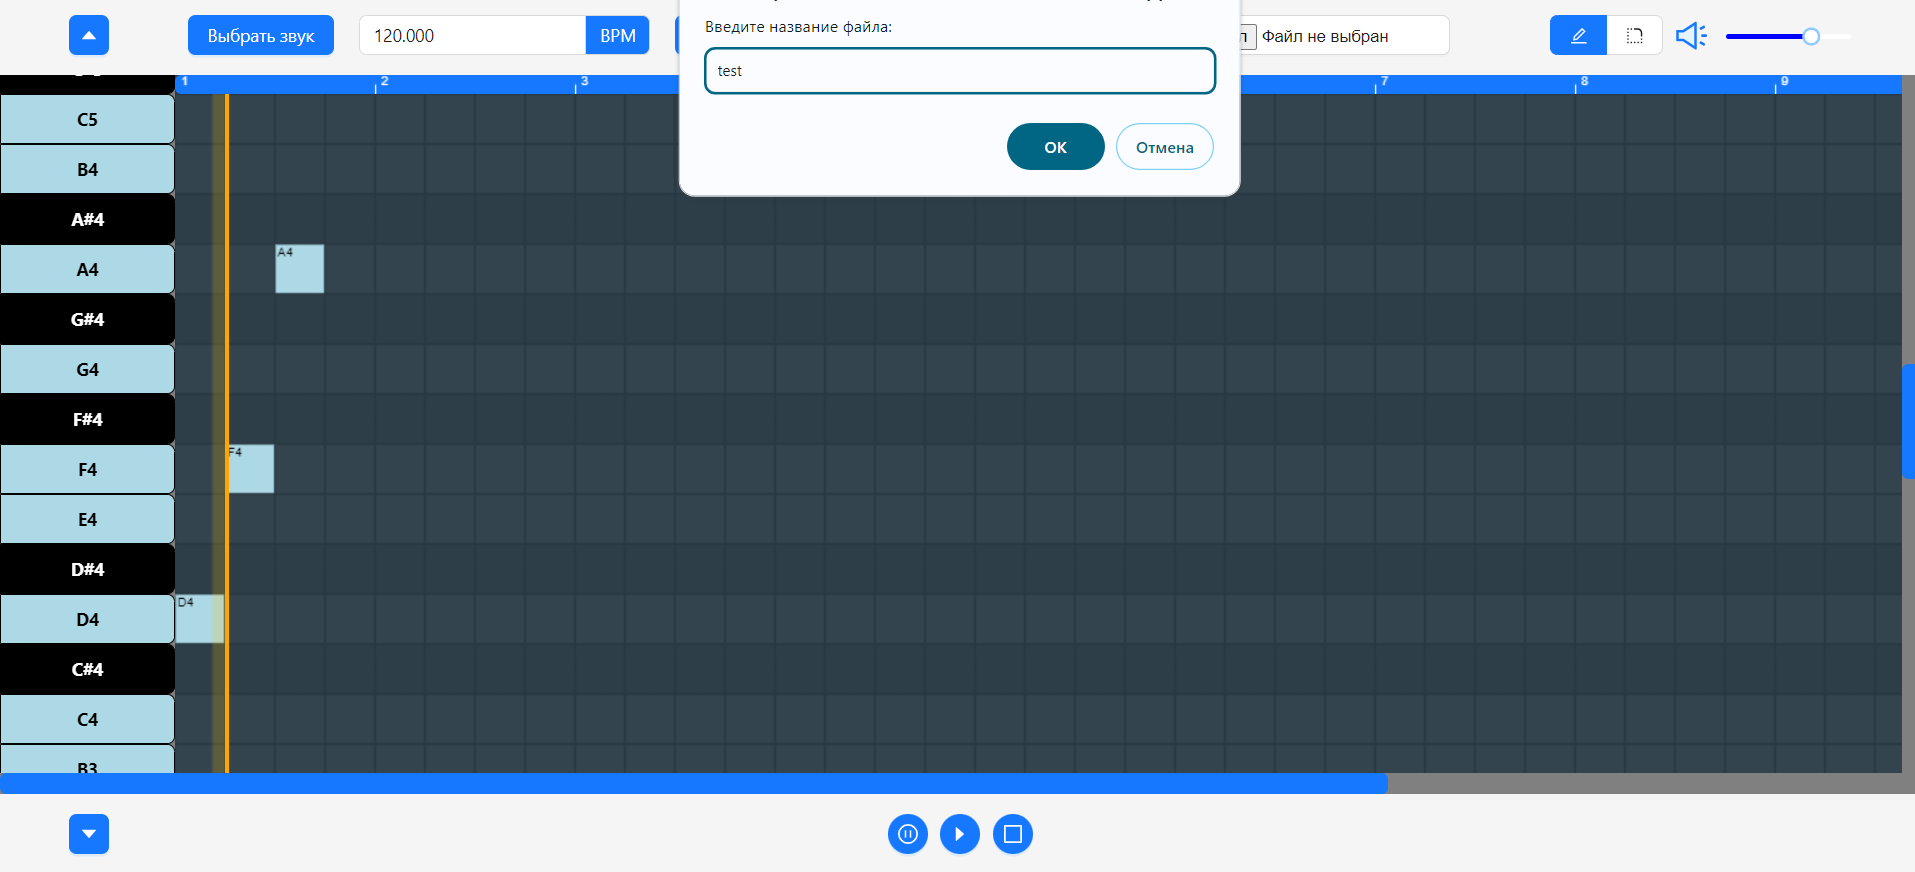 Введите название файла:
Выбрать звук
120.000
BPM
Файл не выбран
test
1
2
3
7
8
9
OK
Отмена
C5
B4
A#4
A4
A4
G#4
G4
F#4
F4
F4
E4
D#4
D4
D4
C#4
C4
B3